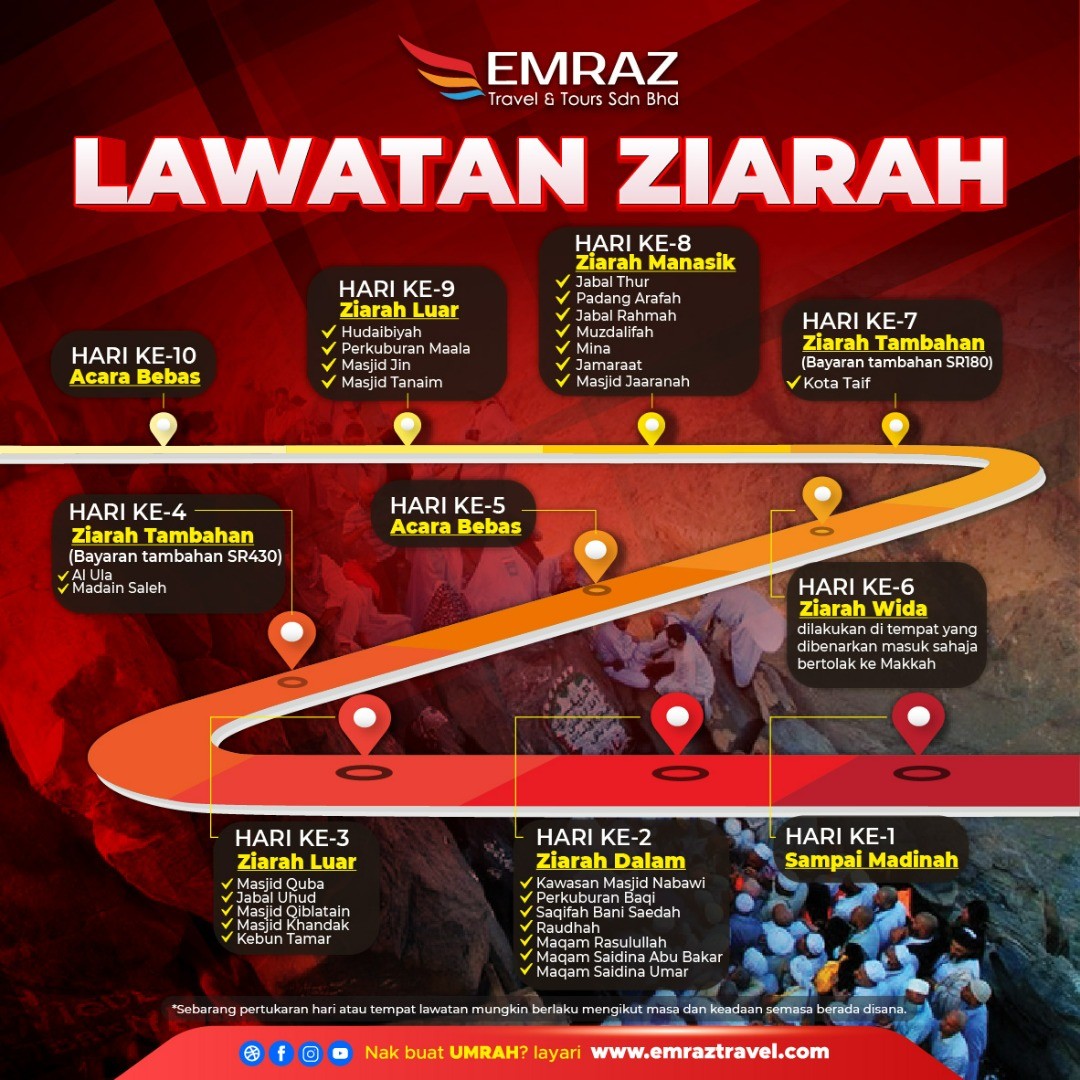 EMRAZ
Travel & Tours Sdn Bhd
LAWATAN ZIARAH
HARI KE-10
Acara Bebas
HARI KE-9
Ziarah Luar
Hudaibiyah
Perkuburan Maala
Masjid Jin
Masjid Tanaim
HARI KE-8
Ziarah Manasik
Jabal Thur
Padang Arafah
Jabal Rahmah
Muzdalifah
Mina
Jamaraat
Masjid Jaaranah
HARI KE-7
Ziarah Tambahan
(Bayaran tambahan SR180)
Kota Taif
HARI KE-4
Ziarah Tambahan
(Bayaran tambahan SR430)
Al Ula
Madain Saleh
HARI KE-5
Acara Bebas
HARI KE-6
Ziarah Wida
dilakukan di tempat yang
dibenarkan masuk sahaja
bertolak ke Makkah
HARI KE-3
Ziarah Luar
Masjid Quba
Jabal Uhud
Masjid Qiblatain
Masjid Khandak
Kebun Tamar
HARI KE-2
Ziarah Dalam
Kawasan Masjid Nabawi
Perkuburan Baqi
Saqifah Bani Saedah
Raudhah
Maqam Rasulullah
Maqam Saidina Abu Bakar
Maqam Saidina Umar
HARI KE-1
Sampai Madinah
*Sebarang pertukaran hari atau tempat lawatan mungkin berlaku mengikut masa dan keadaan semasa berada disana.
Nak buat UMRAH? layari www.emraztravel.com